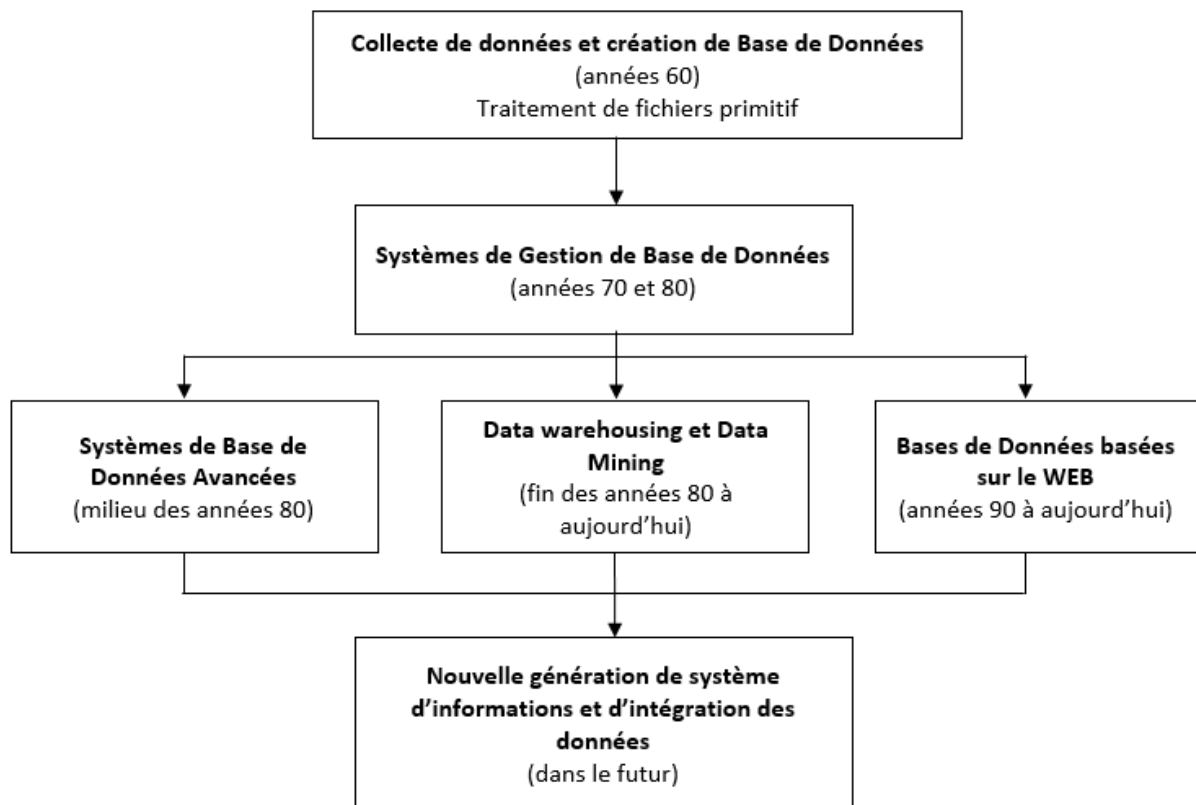 Collecte de données et création de Base de Données
(années 60)
Traitement de fichiers primitif
Systèmes de Gestion de Base de Données
(années 70 et 80)
Systèmes de Base de
Données Avancées
(milieu des années 80)
Data warehousing et Data
Mining
(fin des années 80 à
aujourd’hui)
Bases de Données basées
sur le WEB
(années 90 à aujourd’hui)
Nouvelle génération de système
d’informations et d’intégration des
données
(dans le futur)